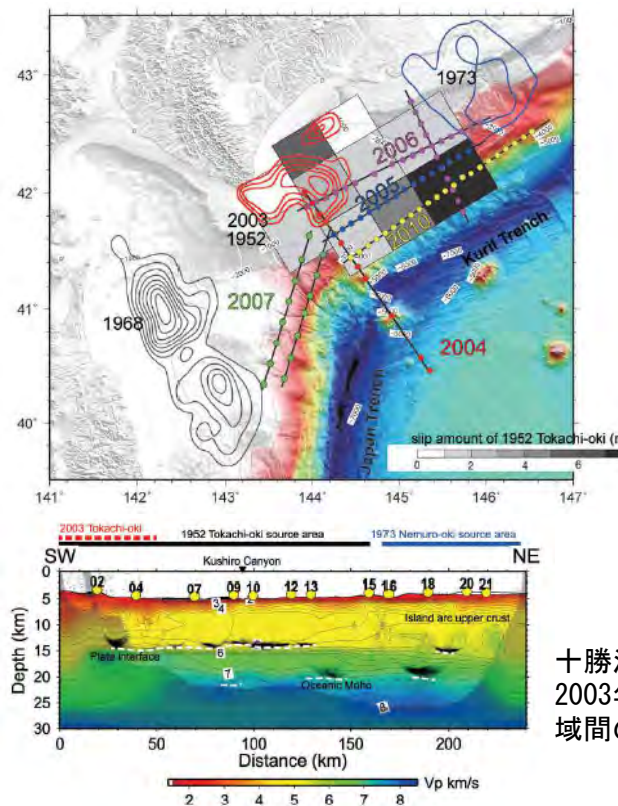 43˚
42˚
41˚
40˚
1973
2006
2005
2010
2003
1952
2007
1968
2004
Kuril Trench
Japan Trench
slip amount of 1952 Tokachi-oki (m
0 2 4 6
141˚ 142˚ 143˚ 144˚ 145˚ 146˚ 147˚
2003 Tokachi-oki
1952 Tokachi-oki source area
1973 Nemuro-oki source area
SW
NE
Kushiro Canyon
02 04 07 09 10 12 13 15 16 18 20 21
Island arc upper crust
Plate Interface
Oceanic Moho
Depth (km)
0
5
10
15
20
25
30
0 50 100 150 200
Distance (km)
2 3 4 5 6 7 8
Vp km/s
十勝
2003
域間の